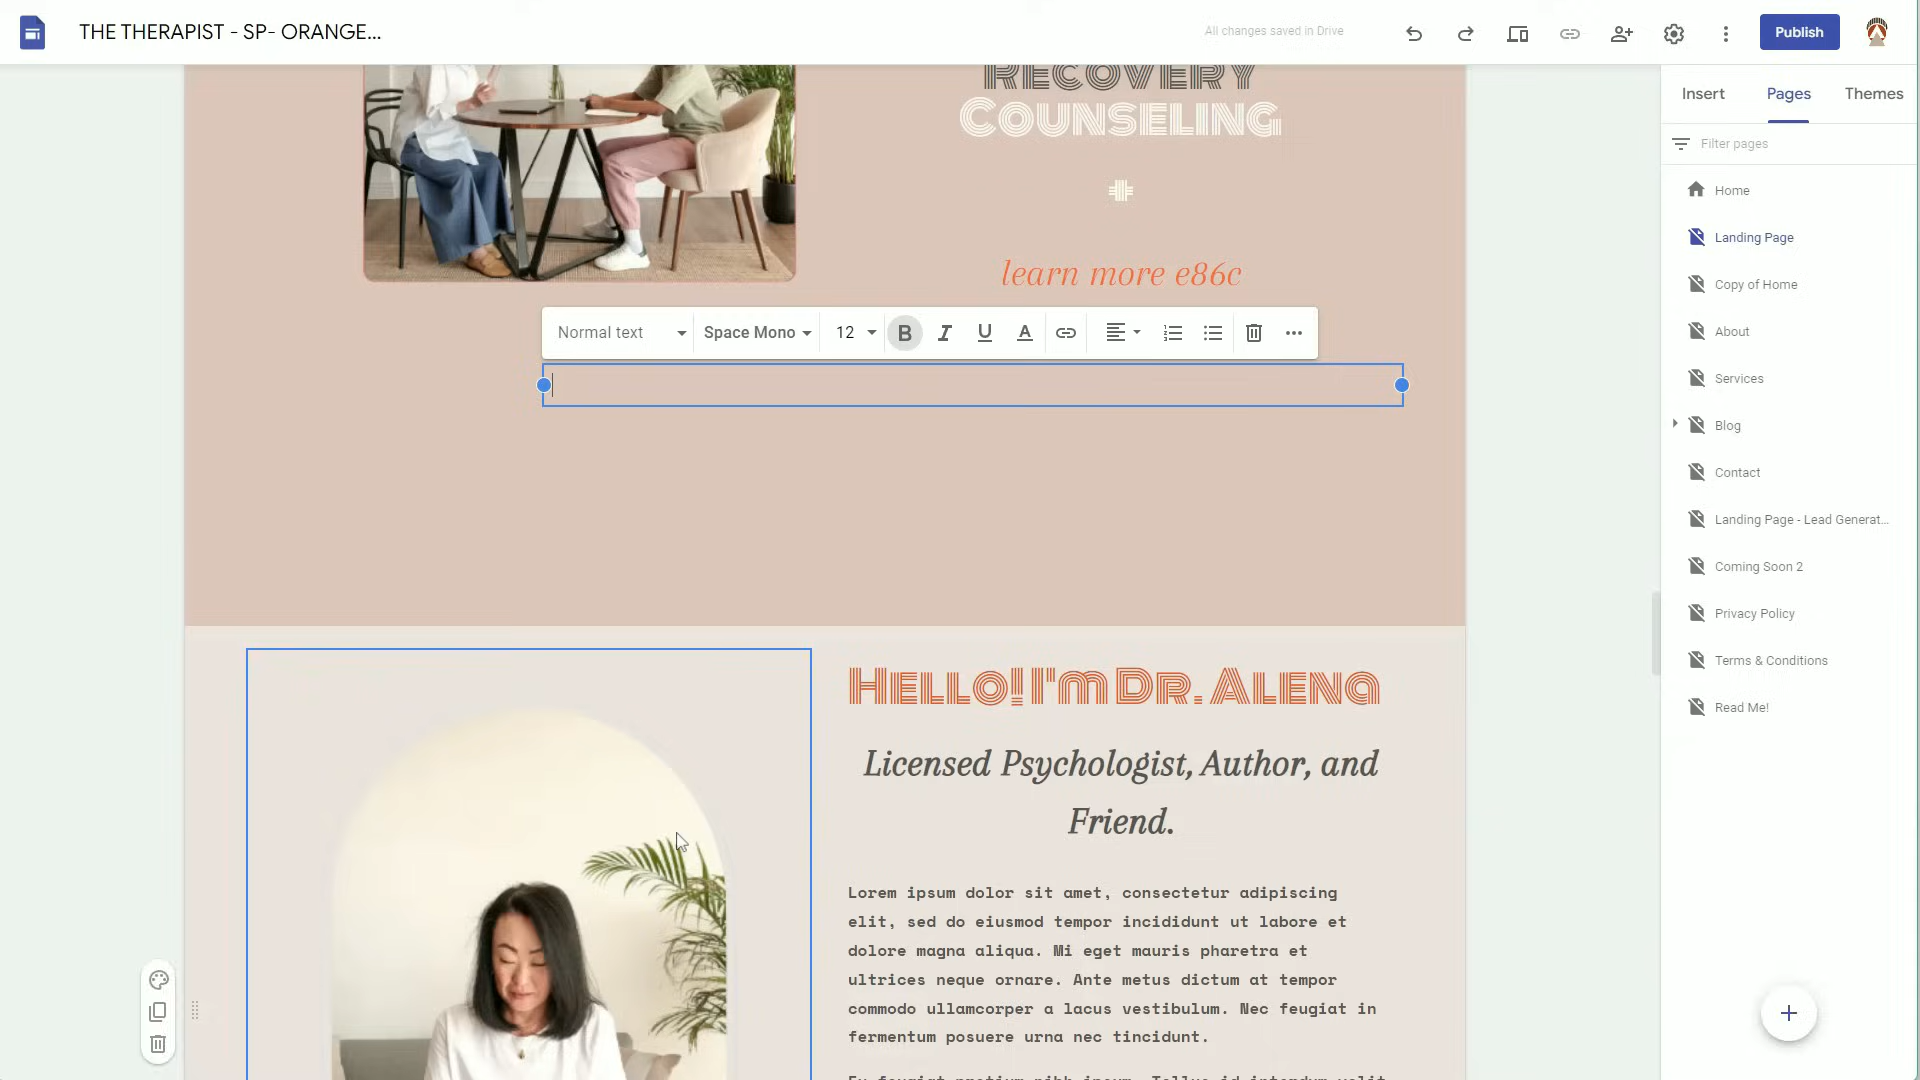 THE THERAPIST - SP- ORANGE...
All changes saved in Drive
Publish
Insert
Pages
Themes
Filter pages
Home
Landing Page
Copy of Home
About
Services
Blog
Contact
Landing Page - Lead Generat...
Coming Soon 2
Privacy Policy
Terms & Conditions
Read Me!
Recovery
Counseling
learn more e86c
Normal text
Space Mono
12
B
I
U
A
Hello! I'm Dr. Alena
Licensed Psychologist, Author, and
Friend.
Lorem ipsum dolor sit amet, consectetur adipiscing
elit, sed do eiusmod tempor incididunt ut labore et
dolore magna aliqua. Mi eget mauris pharetra et
ultrices neque ornare. Ante metus dictum at tempor
commodo ullamcorper a lacus vestibulum. Nec feugiat in
fermentum posuere urna nec tincidunt.